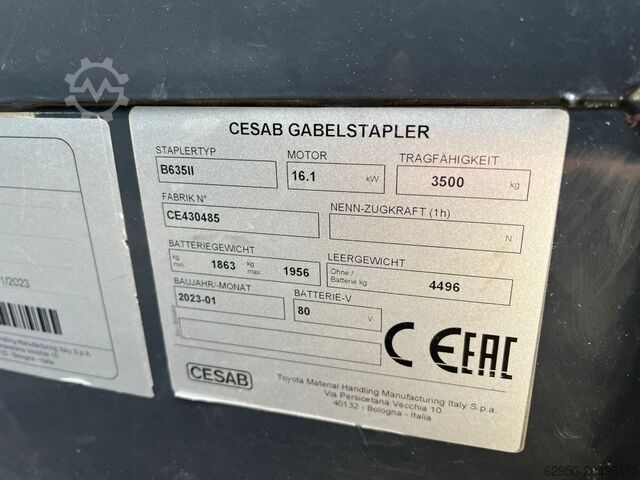 CESAB GABELSTAPLER
STAPLERTYP MOTOR TRAGFÄHIGKEIT
B635II 16.1 kW 3500 kg
FABRIK N° NENN-ZUGKRAFT (1h)
CE430485 N
BATTERIEGEWICHT LEERGEWICHT
kg min 1863 kg max 1956 Ohne / Batterie kg 4496
BAUJAHR/-MONAT BATTERIE-V
2023-01 80 V
CE EAC
CESAB
Toyota Material Handling Manufacturing Italy S.p.a.
Via Persicetana Vecchia 10
40132 - Bologna - Italia
1/2023